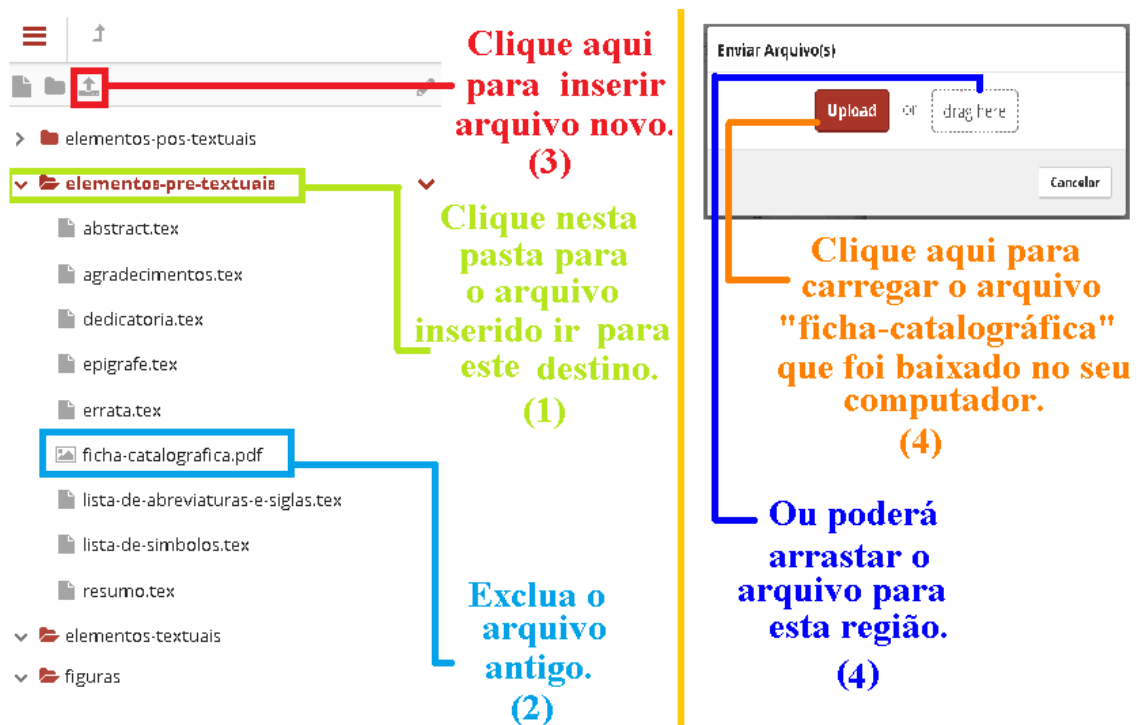 elementos-pos-textuais
elementos-pre-textuais
abstract.tex
agradecimentos.tex
dedicatoria.tex
epigrafe.tex
errata.tex
ficha-catalografica.pdf
lista-de-abreviaturas-e-siglas.tex
lista-de-simbolos.tex
resumo.tex
elementos-textuais
figuras
Clique aqui
para inserir
arquivo novo.
(3)
Clique nesta
pasta para
o arquivo
inserido ir para
este destino.
(1)
Exclua o
arquivo
antigo.
(2)
Enviar Arquivo(s)
Upload or drag here
Cancelar
Clique aqui para
carregar o arquivo
"ficha-catalográfica"
que foi baixado no seu
computador.
(4)
Ou poderá
arrastar o
arquivo para
esta região.
(4)